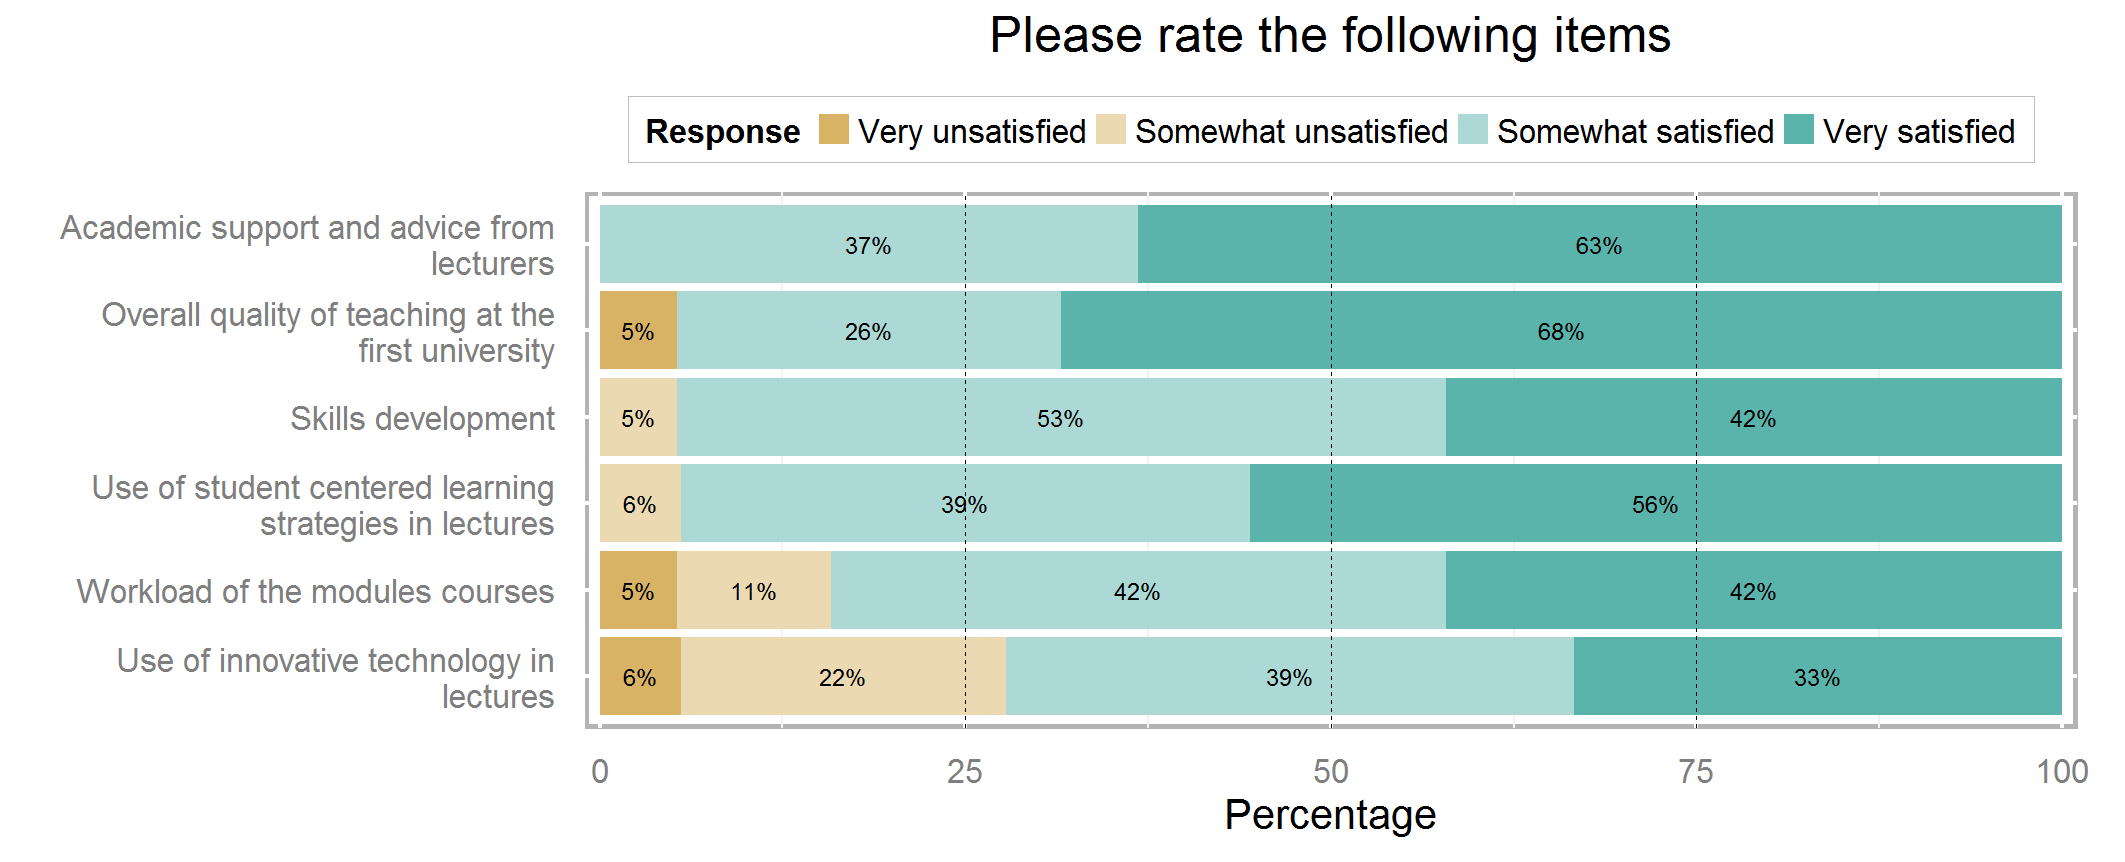 Please rate the following items
Response Very unsatisfied Somewhat unsatisfied Somewhat satisfied Very satisfied
Academic support and advice from
lecturers
37% 63%
Overall quality of teaching at the
first university
5% 26% 68%
Skills development
5% 53% 42%
Use of student centered learning
strategies in lectures
6% 39% 56%
Workload of the modules courses
5% 11% 42% 42%
Use of innovative technology in
lectures
6% 22% 39% 33%
0 25 50 75 100
Percentage